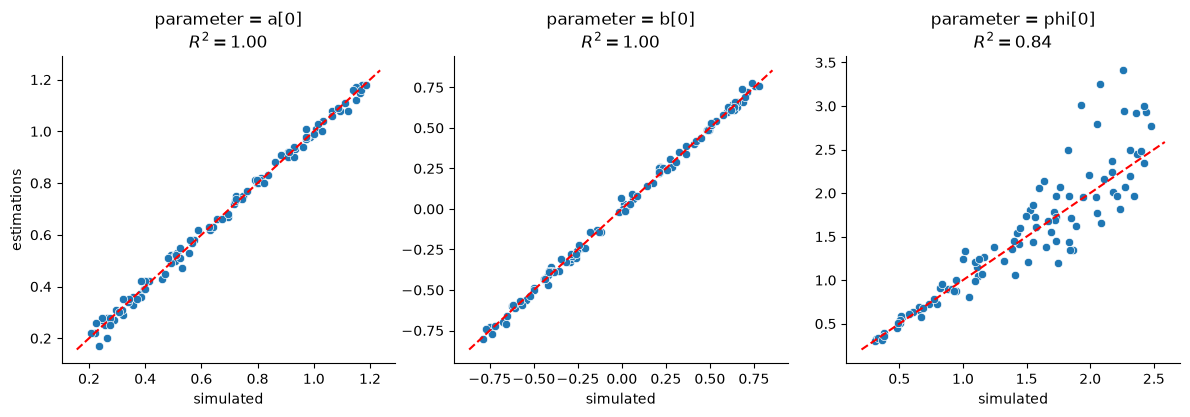 parameter = a[0]
R² = 1.00
parameter = b[0]
R² = 1.00
parameter = phi[0]
R² = 0.84
estimations
1.2
1.0
0.8
0.6
0.4
0.2
0.2 0.4 0.6 0.8 1.0 1.2
simulated
0.75
0.50
0.25
0.00
−0.25
−0.50
−0.75
−0.75 −0.50 −0.25 0.00 0.25 0.50 0.75
simulated
3.5
3.0
2.5
2.0
1.5
1.0
0.5
0.5 1.0 1.5 2.0 2.5
simulated